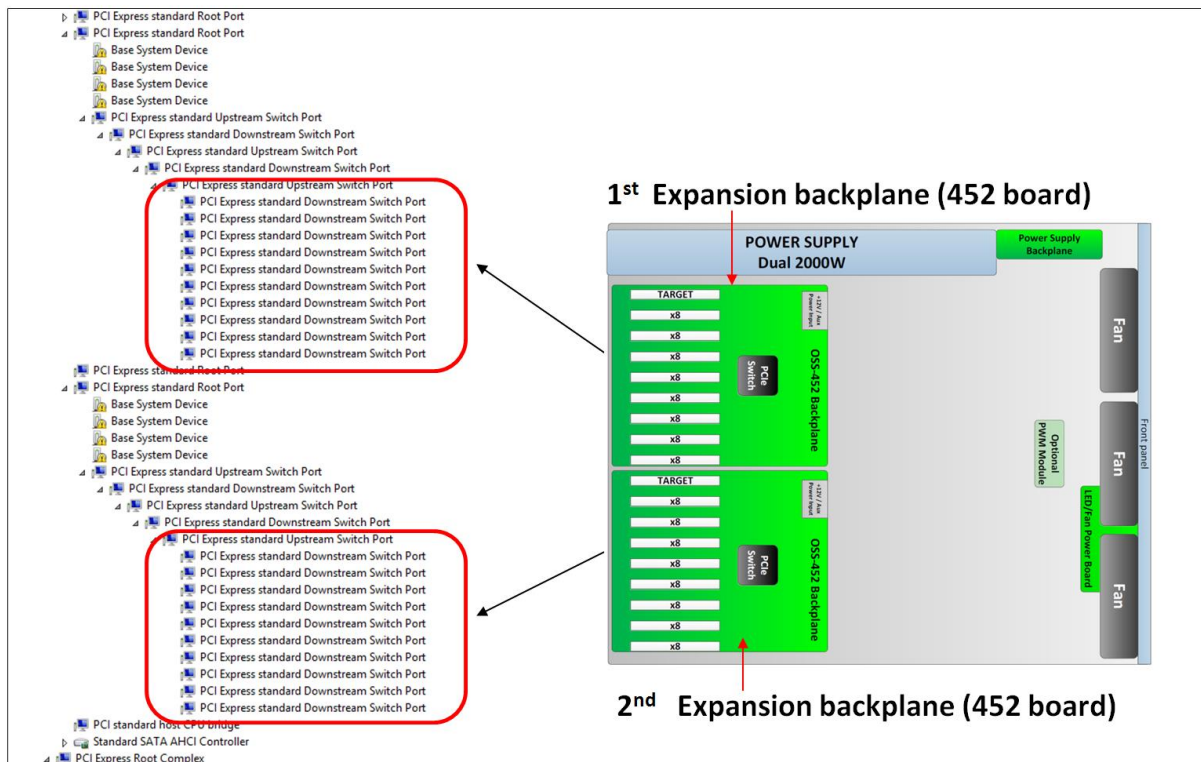 PCI Express standard Root Port
PCI Express standard Root Port
Base System Device
Base System Device
Base System Device
Base System Device
PCI Express standard Upstream Switch Port
PCI Express standard Downstream Switch Port
PCI Express standard Upstream Switch Port
PCI Express standard Downstream Switch Port
PCI Express standard Upstream Switch Port
PCI Express standard Downstream Switch Port
PCI Express standard Downstream Switch Port
PCI Express standard Downstream Switch Port
PCI Express standard Downstream Switch Port
PCI Express standard Downstream Switch Port
PCI Express standard Downstream Switch Port
PCI Express standard Downstream Switch Port
PCI Express standard Downstream Switch Port
PCI Express standard Downstream Switch Port
PCI Express standard Downstream Switch Port
PCI Express standard Root Port
PCI Express standard Root Port
Base System Device
Base System Device
Base System Device
Base System Device
PCI Express standard Upstream Switch Port
PCI Express standard Downstream Switch Port
PCI Express standard Upstream Switch Port
PCI Express standard Downstream Switch Port
PCI Express standard Upstream Switch Port
PCI Express standard Downstream Switch Port
PCI Express standard Downstream Switch Port
PCI Express standard Downstream Switch Port
PCI Express standard Downstream Switch Port
PCI Express standard Downstream Switch Port
PCI Express standard Downstream Switch Port
PCI Express standard Downstream Switch Port
PCI Express standard Downstream Switch Port
PCI Express standard Downstream Switch Port
PCI Express standard Downstream Switch Port
PCI standard host CPU bridge
Standard SATA AHCI Controller
PCI Express Root Complex
1st Expansion backplane (452 board)
POWER SUPPLY
Dual 2000W
Power Supply
Backplane
TARGET
x8
x8
x8
x8
x8
x8
x8
x8
+12V / Aux
Power Input
PCIe
Switch
OSS-452 Backplane
TARGET
x8
x8
x8
x8
x8
x8
x8
x8
+12V / Aux
Power Input
PCIe
Switch
OSS-452 Backplane
Optional
PWM Module
LED/Fan Power Board
Fan
Fan
Fan
Front panel
2nd Expansion backplane (452 board)